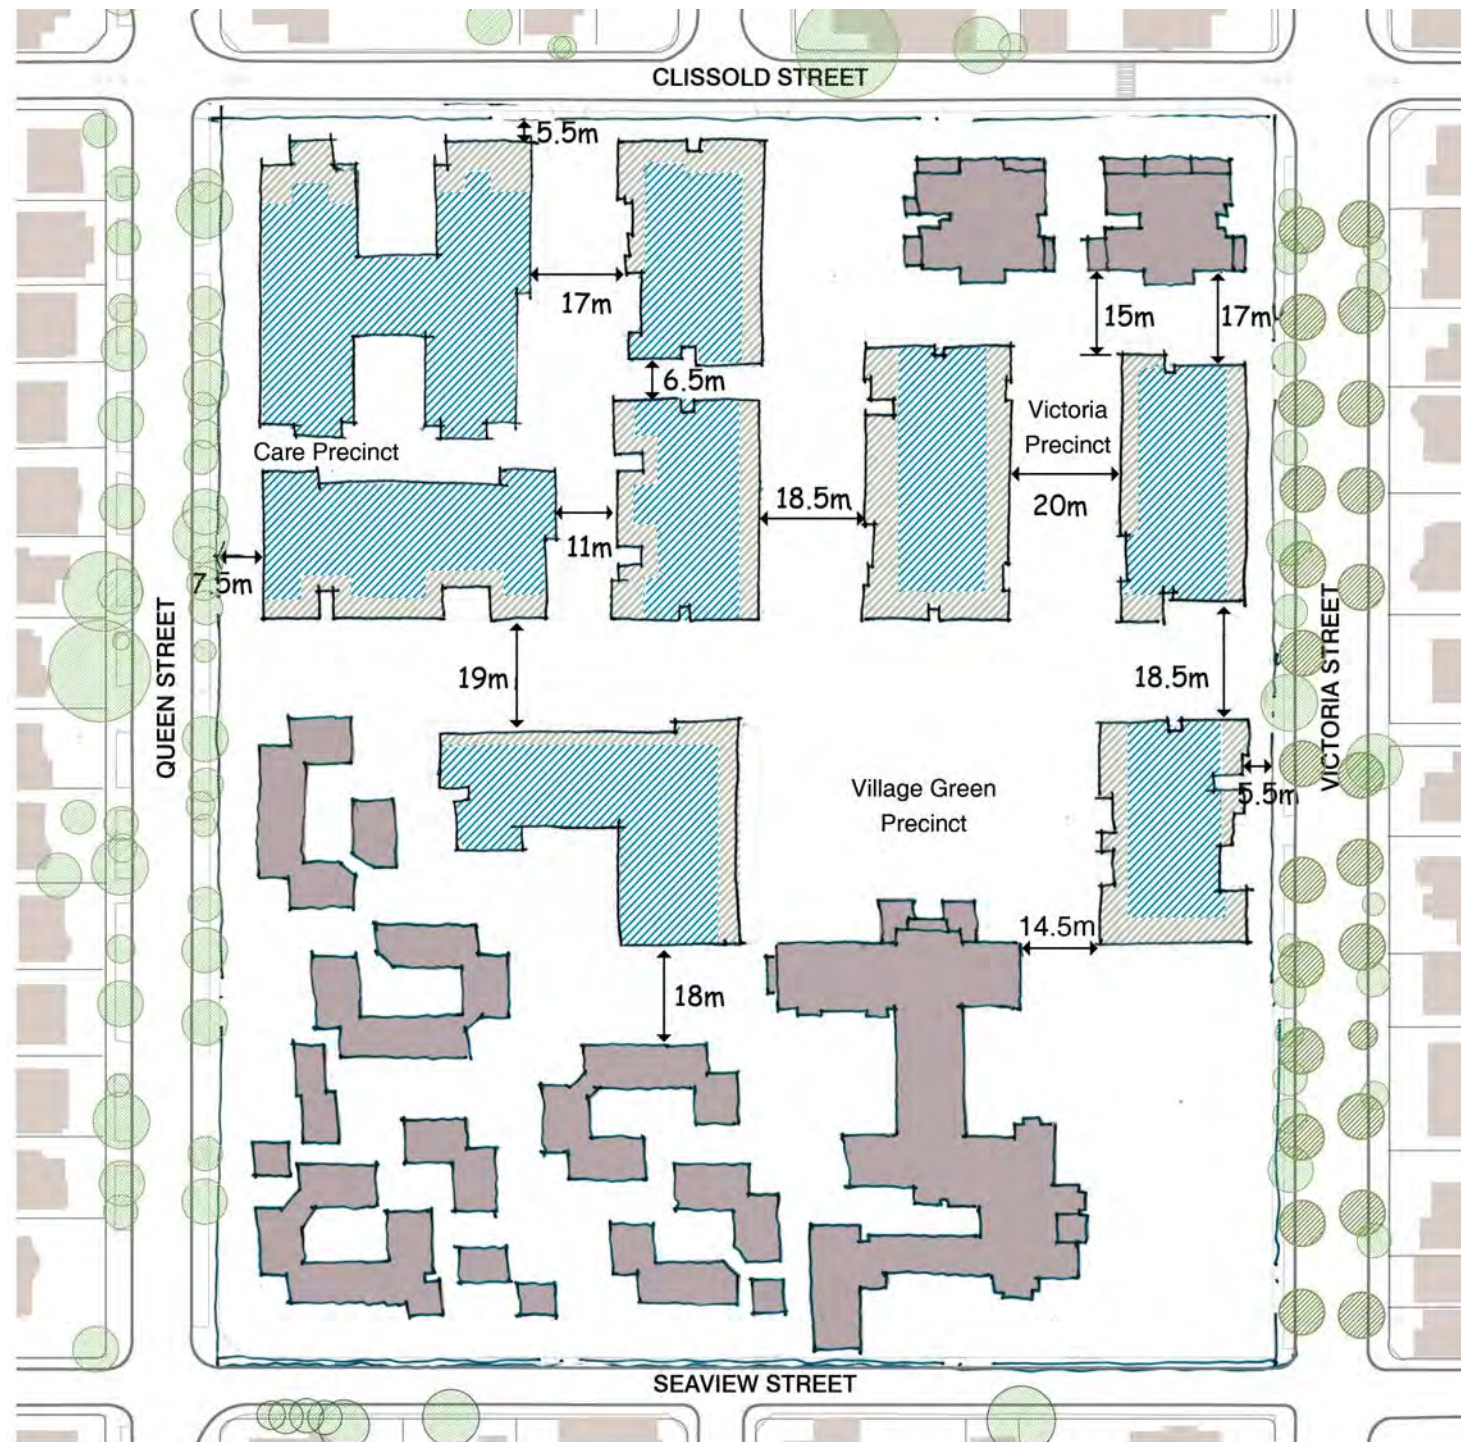 CLISSOLD STREET
5.5m
17m
15m
17m
6.5m
Victoria
Precinct
Care Precinct
18.5m
20m
11m
7.5m
QUEEN STREET
VICTORIA STREET
19m
18.5m
Village Green
Precinct
5.5m
14.5m
18m
SEAVIEW STREET